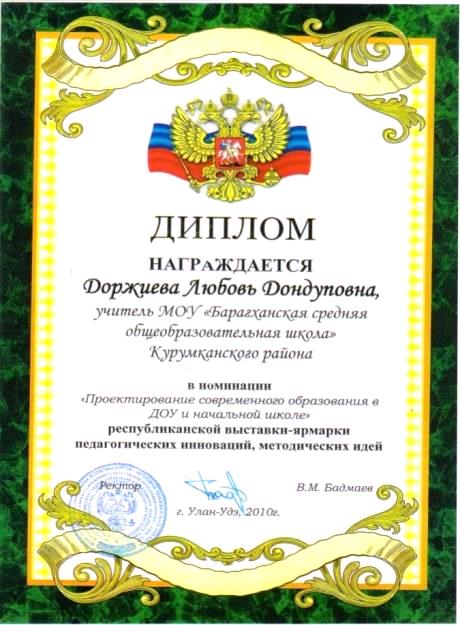 ДИПЛОМ
НАГРАЖДАЕТСЯ
Доржиева Любовь Дондуповна,
учитель МОУ «Барагханская средняя
общеобразовательная школа»
Курумканского района
в номинации
«Проектирование современного образования в
ДОУ и начальной школе»
республиканской выставки-ярмарки
педагогических инноваций, методических идей
Ректор В.М. Бадмаев
г. Улан-Удэ, 2010г.